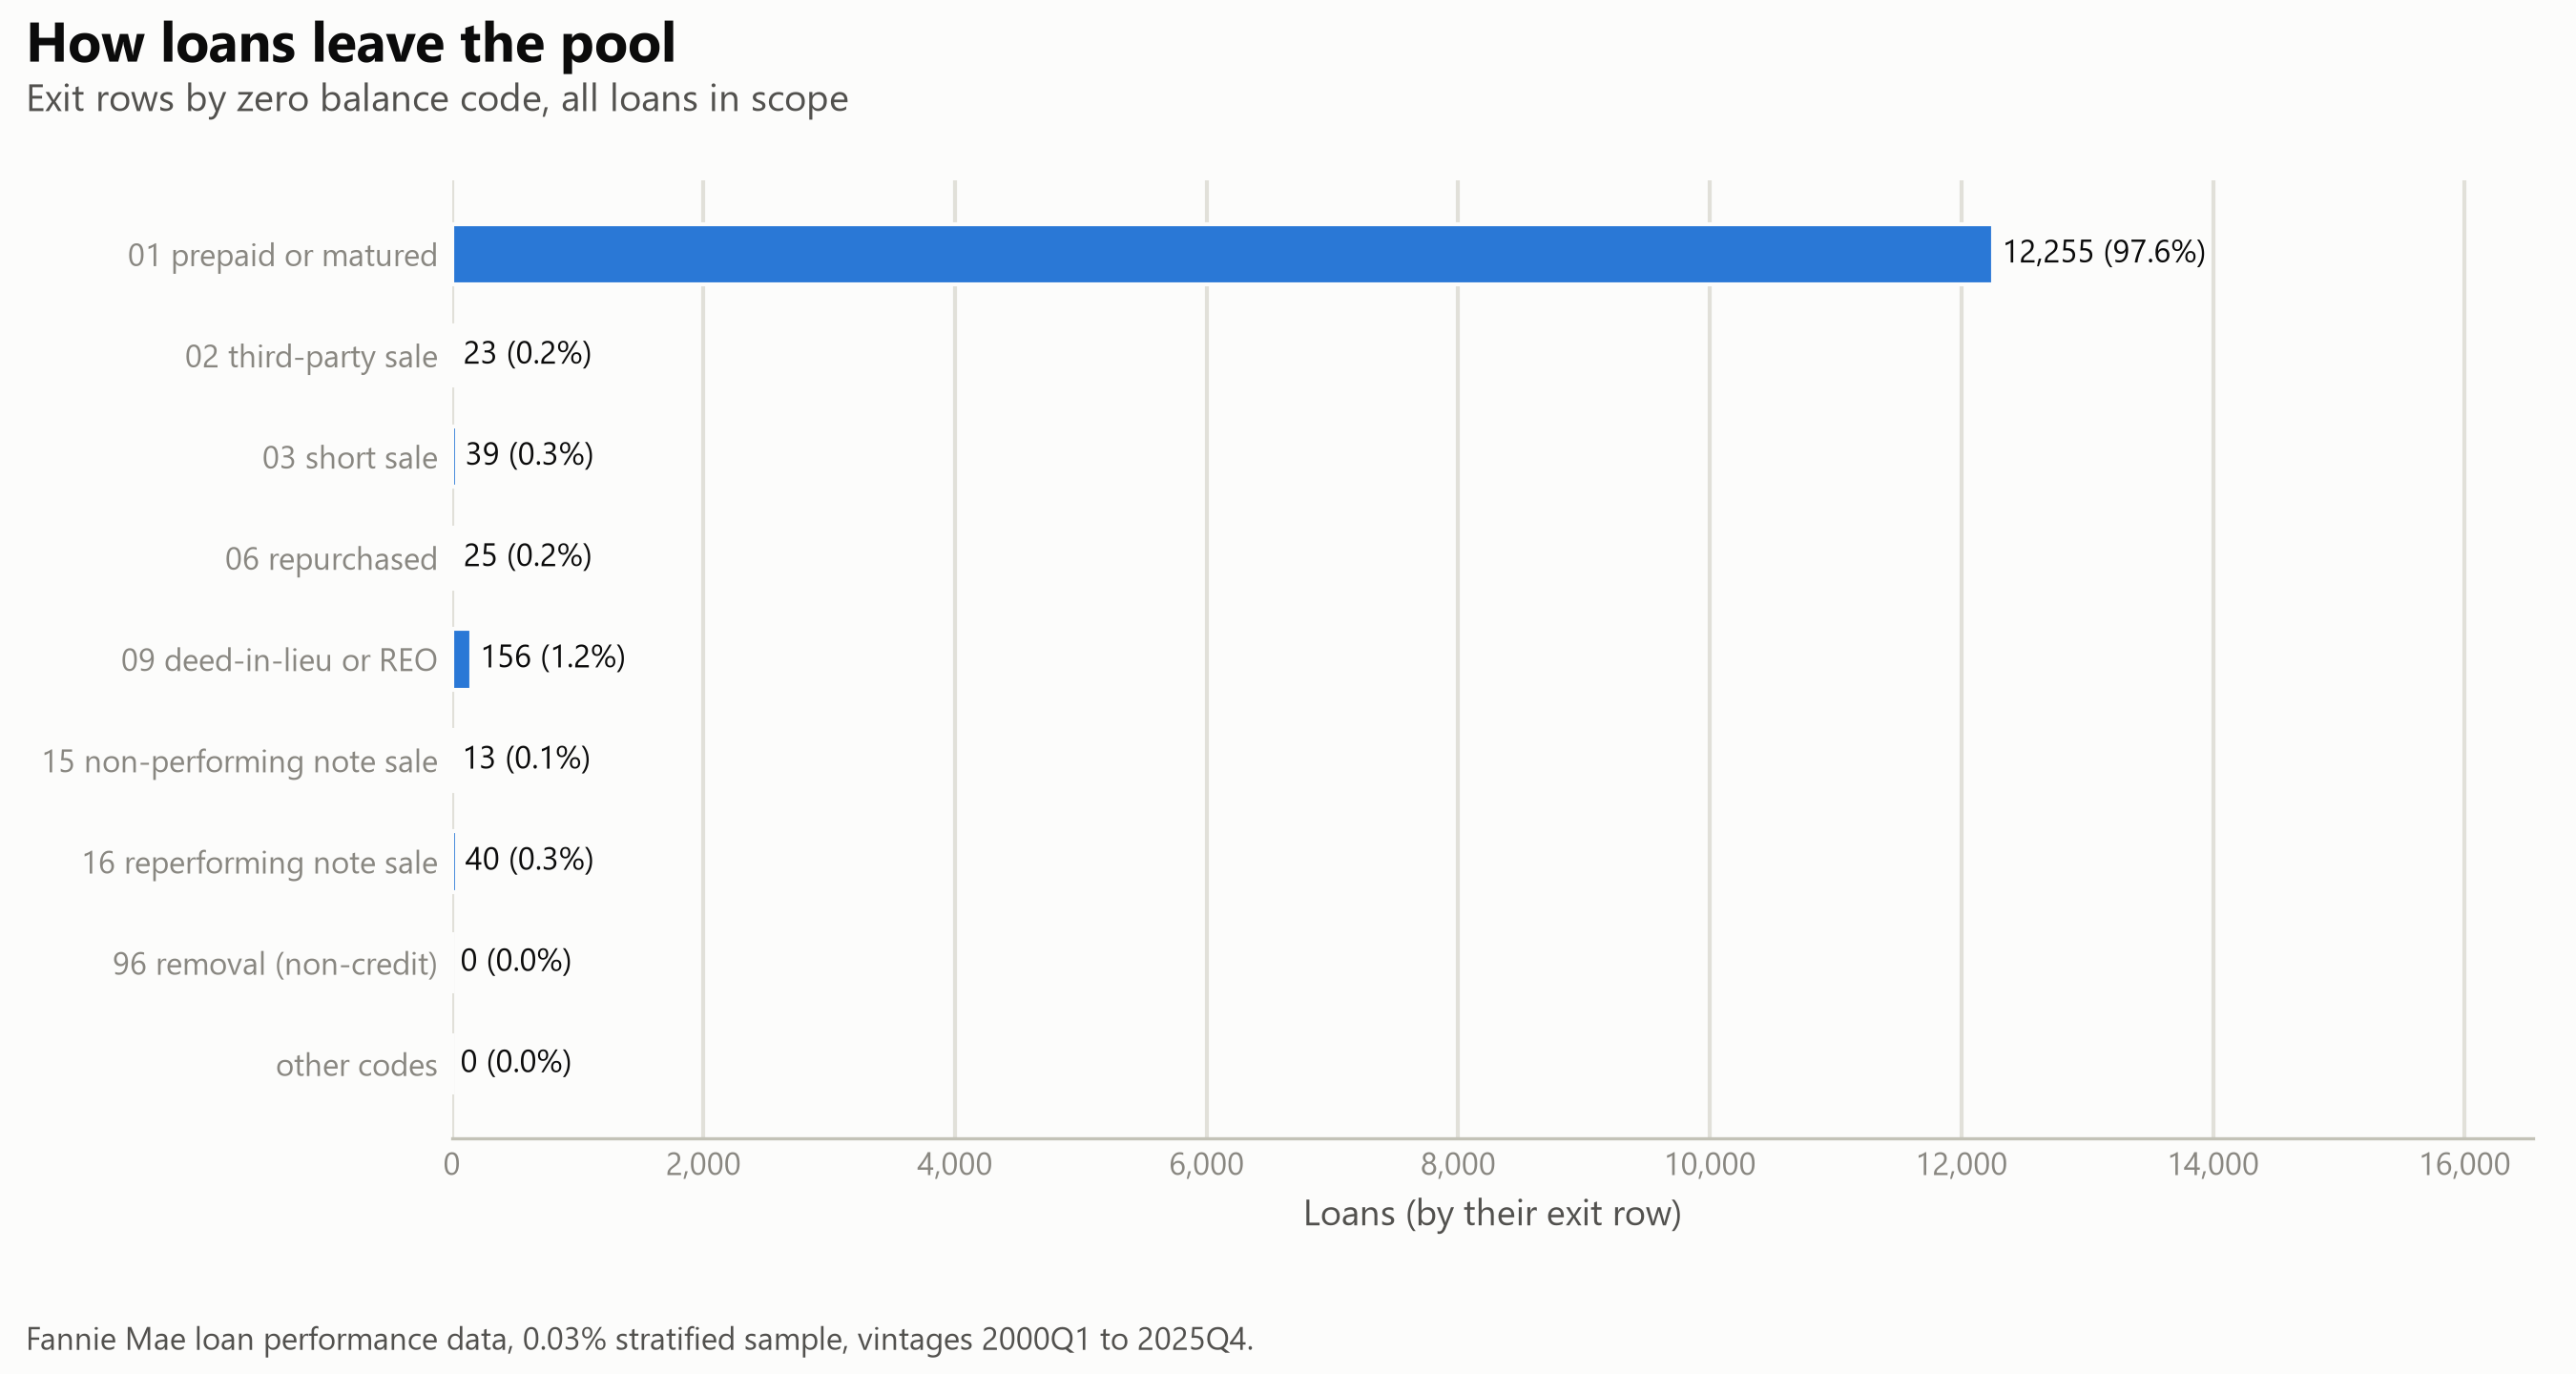 How loans leave the pool
Exit rows by zero balance code, all loans in scope
01 prepaid or matured 12,255 (97.6%)
02 third-party sale 23 (0.2%)
03 short sale 39 (0.3%)
06 repurchased 25 (0.2%)
09 deed-in-lieu or REO 156 (1.2%)
15 non-performing note sale 13 (0.1%)
16 reperforming note sale 40 (0.3%)
96 removal (non-credit) 0 (0.0%)
other codes 0 (0.0%)
0 2,000 4,000 6,000 8,000 10,000 12,000 14,000 16,000
Loans (by their exit row)
Fannie Mae loan performance data, 0.03% stratified sample, vintages 2000Q1 to 2025Q4.